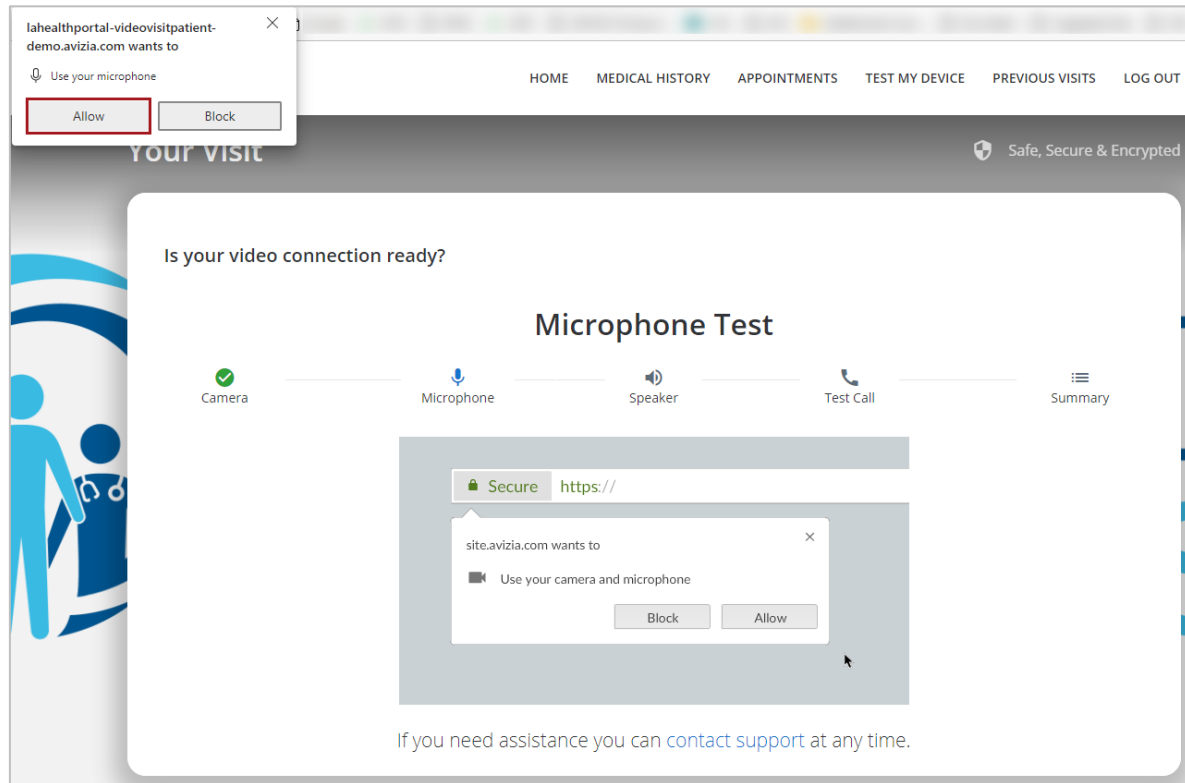 lahealthportal-videovisitpatient-
demo.avizia.com wants to
Use your microphone
Allow Block
HOME MEDICAL HISTORY APPOINTMENTS TEST MY DEVICE PREVIOUS VISITS LOG OUT
Your Visit
Safe, Secure & Encrypted
Is your video connection ready?
Microphone Test
Camera Microphone Speaker Test Call Summary
Secure https://
site.avizia.com wants to
Use your camera and microphone
Block Allow
If you need assistance you can contact support at any time.